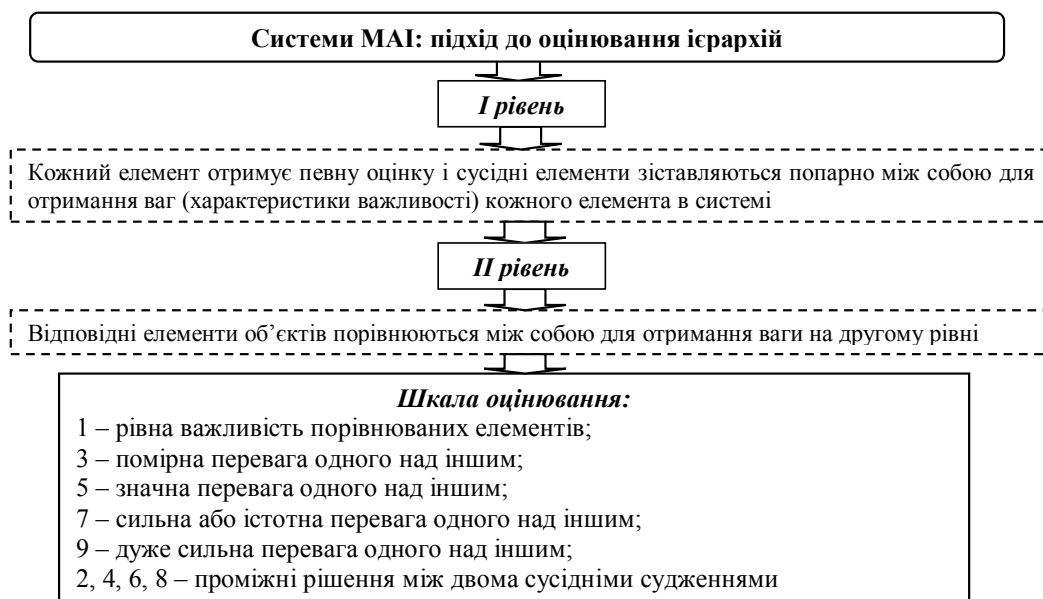 Системи МАІ: підхід до оцінювання ієрархій
І рівень
Кожний елемент отримує певну оцінку і сусідні елементи зіставляються попарно між собою для
отримання ваг (характеристики важливості) кожного елемента в системі
ІІ рівень
Відповідні елементи об’єктів порівнюються між собою для отримання ваги на другому рівні
Шкала оцінювання:
1 – рівна важливість порівнюваних елементів;
3 – помірна перевага одного над іншим;
5 – значна перевага одного над іншим;
7 – сильна або істотна перевага одного над іншим;
9 – дуже сильна перевага одного над іншим;
2, 4, 6, 8 – проміжні рішення між двома сусідніми судженнями